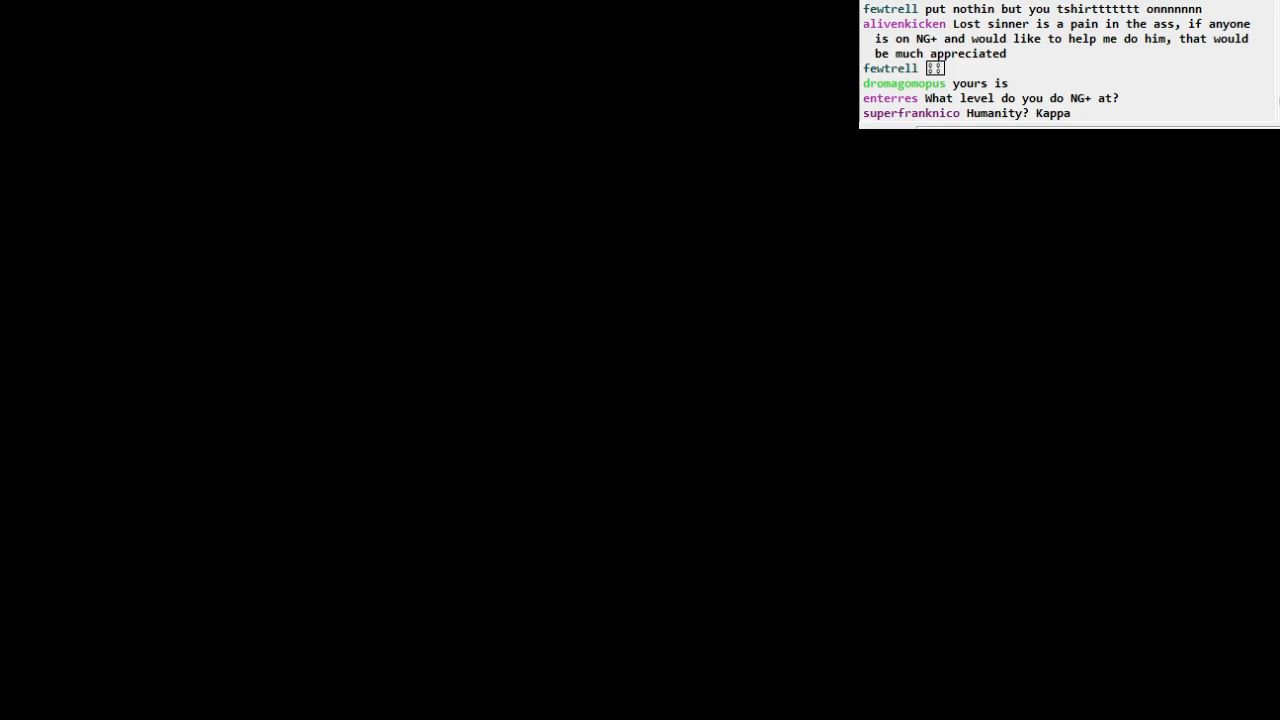 fewtrell put nothin but you tshirttttttt onnnnnnn
alivenkicken Lost sinner is a pain in the ass, if anyone
is on NG+ and would like to help me do him, that would
be much appreciated
fewtrell
dromagomopus yours is
enterres What level do you do NG+ at?
superfranknico Humanity? Kappa